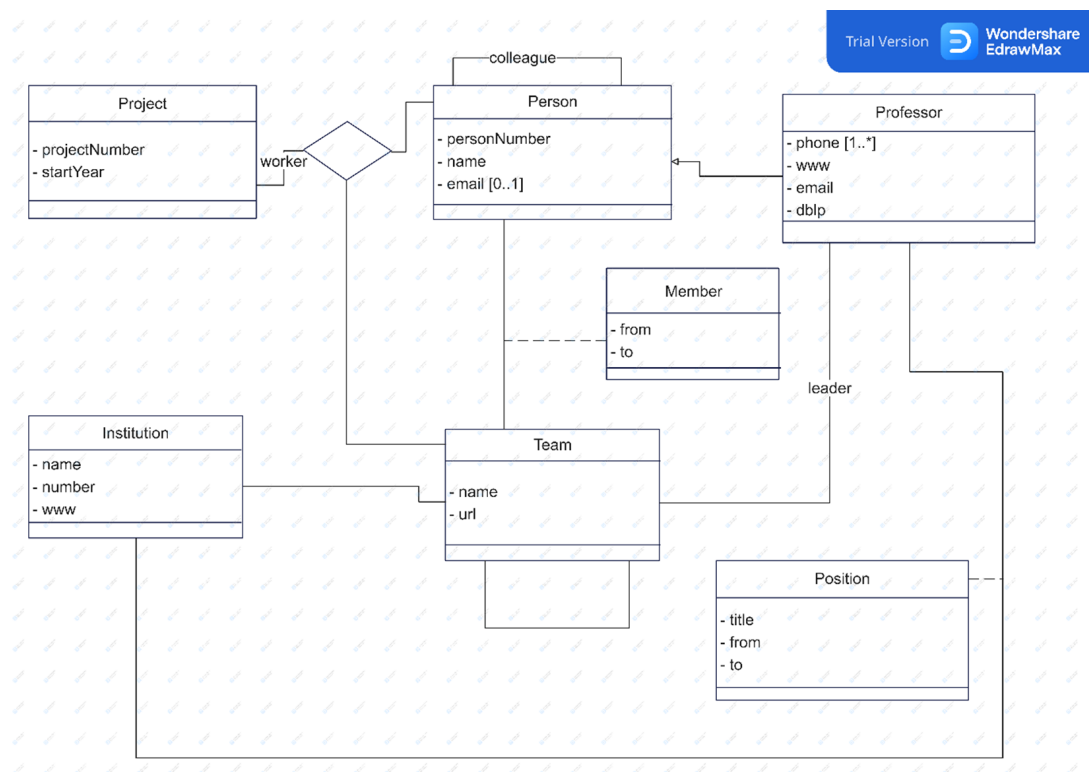 Trial Version
Wondershare
EdrawMax
colleague
Project
- projectNumber
- startYear
worker
Person
- personNumber
- name
- email [0..1]
Professor
- phone [1..*]
- www
- email
- dblp
Member
- from
- to
leader
Institution
- name
- number
- www
Team
- name
- url
Position
- title
- from
- to